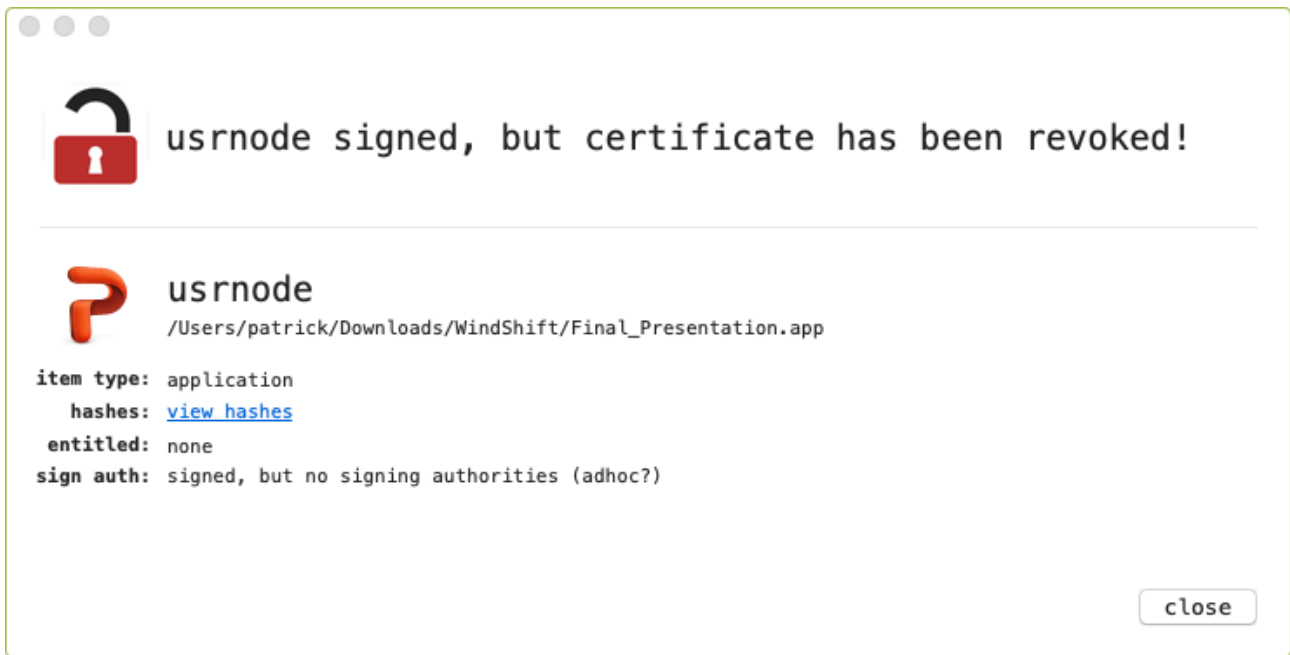 usrnode signed, but certificate has been revoked!
usrnode
/Users/patrick/Downloads/WindShift/Final_Presentation.app
item type: application
hashes: view hashes
entitled: none
sign auth: signed, but no signing authorities (adhoc?)
close